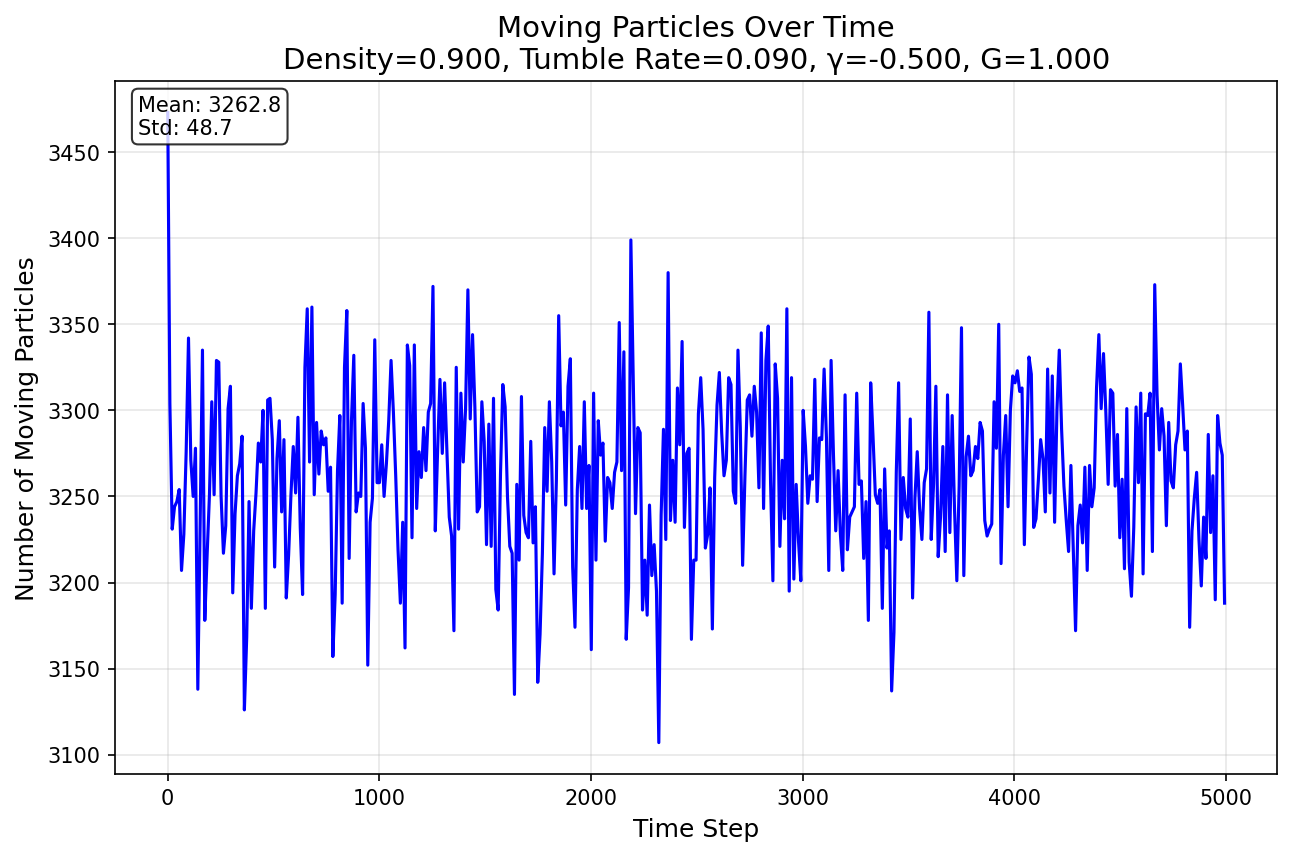 Moving Particles Over Time
Density=0.900, Tumble Rate=0.090, γ=-0.500, G=1.000
Mean: 3262.8
Std: 48.7
Number of Moving Particles
3450
3400
3350
3300
3250
3200
3150
3100
0 1000 2000 3000 4000 5000
Time Step